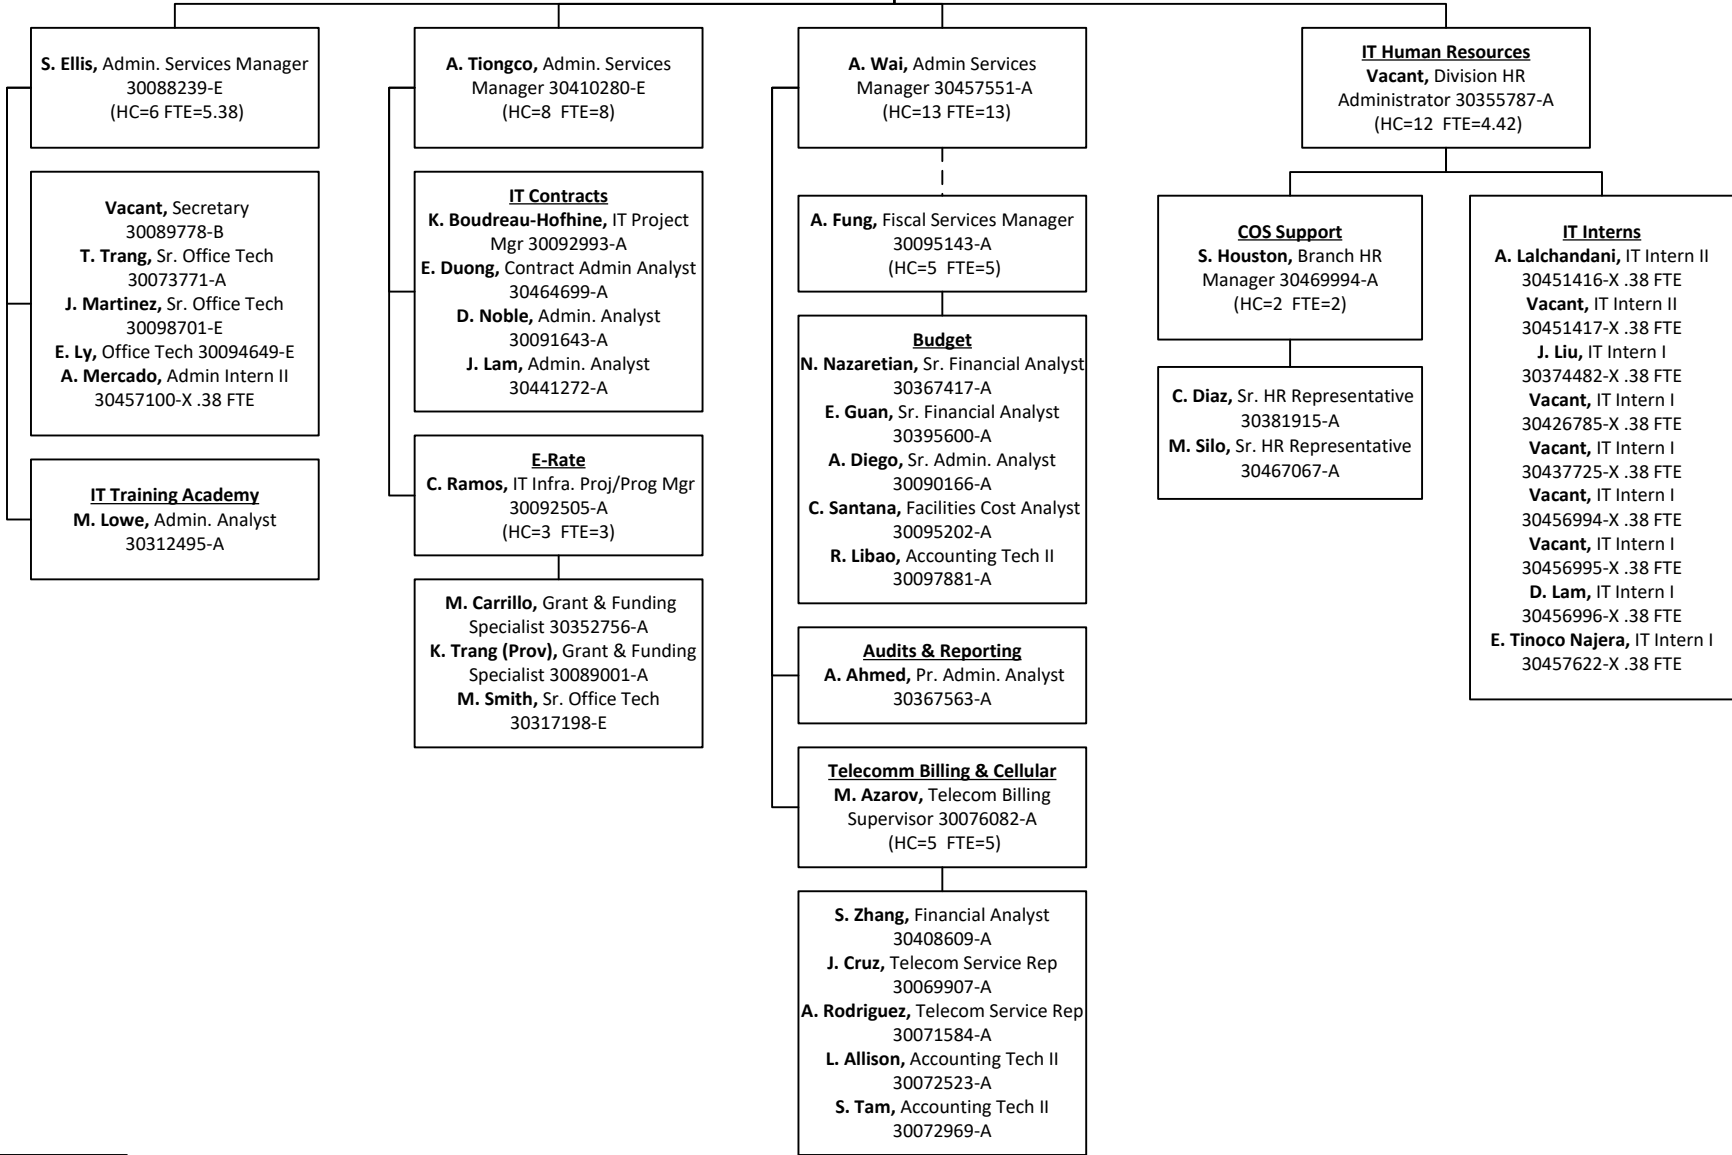 S. Ellis, Admin. Services Manager
30088239-E
(HC=6 FTE=5.38)
Vacant, Secretary
30089778-B
T. Trang, Sr. Office Tech
30073771-A
J. Martinez, Sr. Office Tech
30098701-E
E. Ly, Office Tech 30094649-E
A. Mercado, Admin Intern II
30457100-X .38 FTE
IT Training Academy
M. Lowe, Admin. Analyst
30312495-A
A. Tiongco, Admin. Services
Manager 30410280-E
(HC=8 FTE=8)
IT Contracts
K. Boudreau-Hofhine, IT Project
Mgr 30092993-A
E. Duong, Contract Admin Analyst
30464699-A
D. Noble, Admin. Analyst
30091643-A
J. Lam, Admin. Analyst
30441272-A
E-Rate
C. Ramos, IT Infra. Proj/Prog Mgr
30092505-A
(HC=3 FTE=3)
M. Carrillo, Grant & Funding
Specialist 30352756-A
K. Trang (Prov), Grant & Funding
Specialist 30089001-A
M. Smith, Sr. Office Tech
30317198-E
A. Wai, Admin Services
Manager 30457551-A
(HC=13 FTE=13)
A. Fung, Fiscal Services Manager
30095143-A
(HC=5 FTE=5)
Budget
N. Nazaretian, Sr. Financial Analyst
30367417-A
E. Guan, Sr. Financial Analyst
30395600-A
A. Diego, Sr. Admin. Analyst
30090166-A
C. Santana, Facilities Cost Analyst
30095202-A
R. Libao, Accounting Tech II
30097881-A
Audits & Reporting
A. Ahmed, Pr. Admin. Analyst
30367563-A
Telecomm Billing & Cellular
M. Azarov, Telecom Billing
Supervisor 30076082-A
(HC=5 FTE=5)
S. Zhang, Financial Analyst
30408609-A
J. Cruz, Telecom Service Rep
30069907-A
A. Rodriguez, Telecom Service Rep
30071584-A
L. Allison, Accounting Tech II
30072523-A
S. Tam, Accounting Tech II
30072969-A
IT Human Resources
Vacant, Division HR
Administrator 30355787-A
(HC=12 FTE=4.42)
COS Support
S. Houston, Branch HR
Manager 30469994-A
(HC=2 FTE=2)
C. Diaz, Sr. HR Representative
30381915-A
M. Silo, Sr. HR Representative
30467067-A
IT Interns
A. Lalchandani, IT Intern II
30451416-X .38 FTE
Vacant, IT Intern II
30451417-X .38 FTE
J. Liu, IT Intern I
30374482-X .38 FTE
Vacant, IT Intern I
30426785-X .38 FTE
Vacant, IT Intern I
30437725-X .38 FTE
Vacant, IT Intern I
30456994-X .38 FTE
Vacant, IT Intern I
30456995-X .38 FTE
D. Lam, IT Intern I
30456996-X .38 FTE
E. Tinoco Najera, IT Intern I
30457622-X .38 FTE